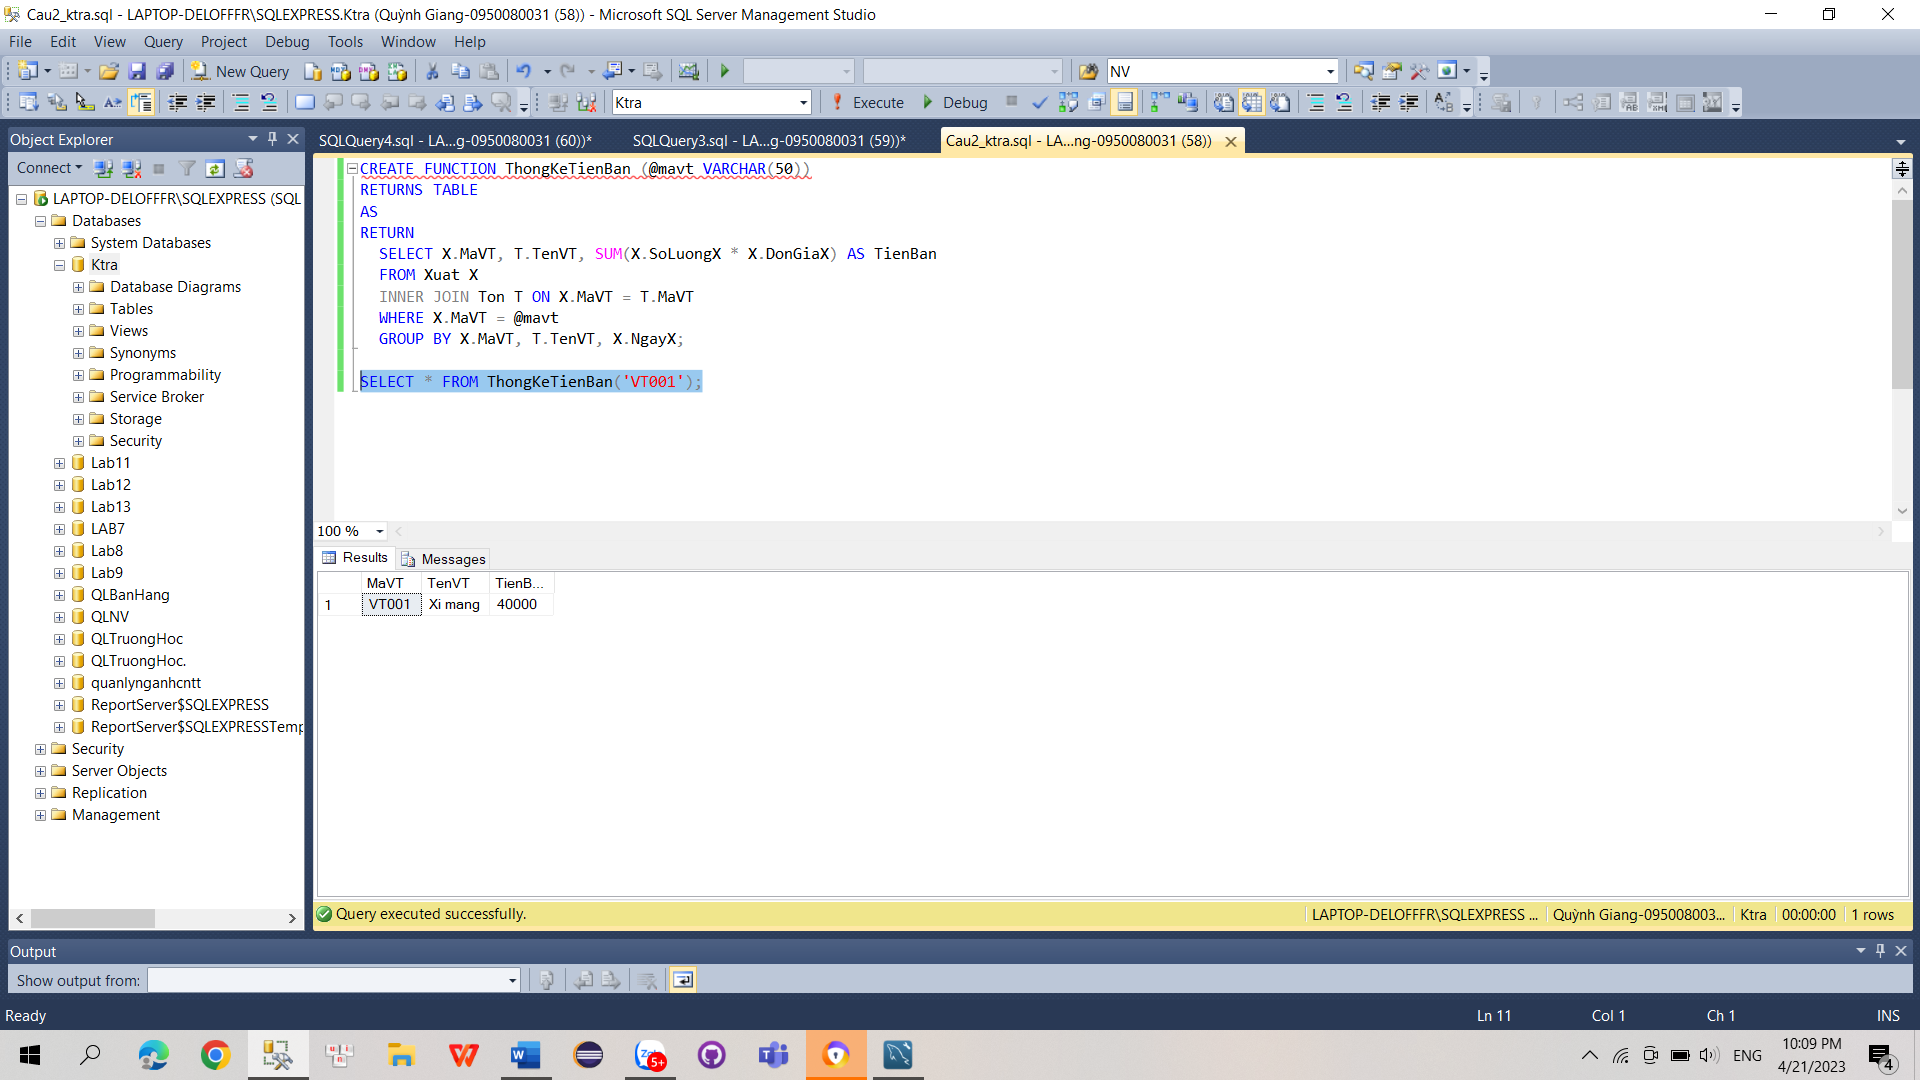 Cau2_ktra.sql - LAPTOP-DELOFFFR\SQLEXPRESS.Ktra (Quỳnh Giang-0950080031 (58)) - Microsoft SQL Server Management Studio
File Edit View Query Project Debug Tools Window Help
New Query
NV
Ktra
Execute
Debug
Object Explorer
SQLQuery4.sql - LA...g-0950080031 (60))*
SQLQuery3.sql - LA...g-0950080031 (59))*
Cau2_ktra.sql - LA...ng-0950080031 (58))
Connect
LAPTOP-DELOFFFR\SQLEXPRESS (SQL
Databases
System Databases
Ktra
Database Diagrams
Tables
Views
Synonyms
Programmability
Service Broker
Storage
Security
Lab11
Lab12
Lab13
LAB7
Lab8
Lab9
QLBanHang
QLNV
QLTruongHoc
QLTruongHoc.
quanlynganhcntt
ReportServer$SQLEXPRESS
ReportServer$SQLEXPRESSTemp
Security
Server Objects
Replication
Management
CREATE FUNCTION ThongKeTienBan (@mavt VARCHAR(50))
RETURNS TABLE
AS
RETURN
SELECT X.MaVT, T.TenVT, SUM(X.SoLuongX * X.DonGiaX) AS TienBan
FROM Xuat X
INNER JOIN Ton T ON X.MaVT = T.MaVT
WHERE X.MaVT = @mavt
GROUP BY X.MaVT, T.TenVT, X.NgayX;
SELECT * FROM ThongKeTienBan('VT001');
100 %
Results
Messages
MaVT TenVT TienB...
1 VT001 Xi mang 40000
Query executed successfully.
LAPTOP-DELOFFFR\SQLEXPRESS ...
Quỳnh Giang-095008003...
Ktra
00:00:00
1 rows
Output
Show output from:
Ready
Ln 11
Col 1
Ch 1
INS
5+
ENG
10:09 PM
4/21/2023
4